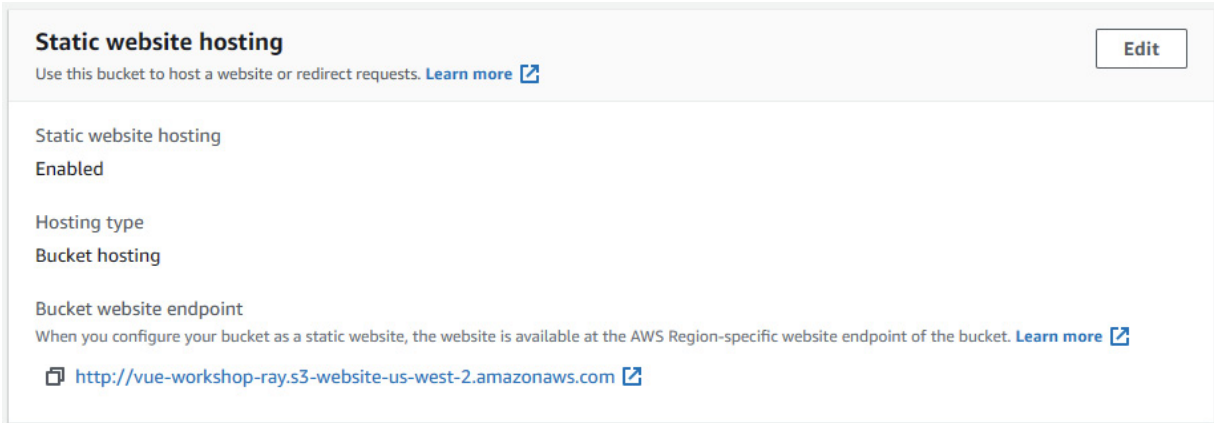 Static website hosting
Edit
Use this bucket to host a website or redirect requests. Learn more
Static website hosting
Enabled
Hosting type
Bucket hosting
Bucket website endpoint
When you configure your bucket as a static website, the website is available at the AWS Region-specific website endpoint of the bucket. Learn more
http://vue-workshop-ray.s3-website-us-west-2.amazonaws.com